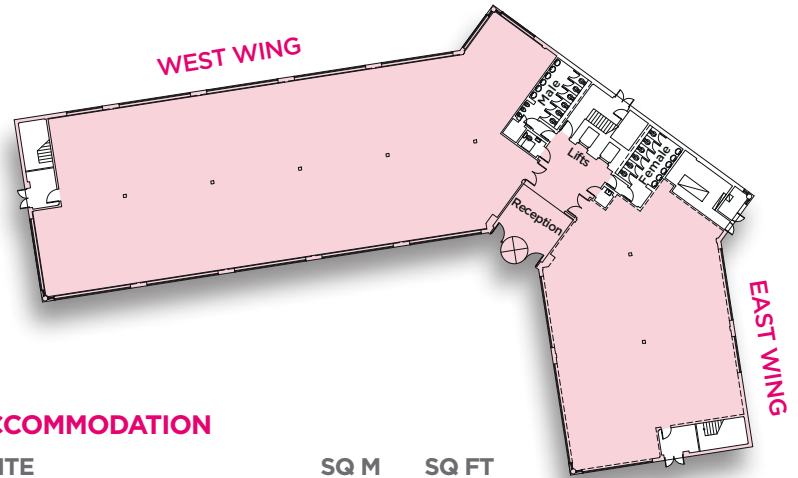 WEST WING
Male
Lifts
Female
Reception
EAST WING
CCOMMODATION
ITE SQ M SQ FT